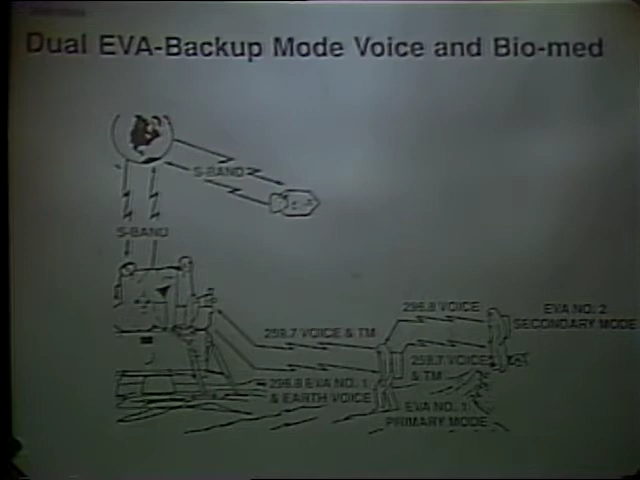 Dual EVA-Backup Mode Voice and Bio-med
S-BAND
S-BAND
259.7 VOICE & TM
296.8 EVA NO. 1
& EARTH VOICE
296.8 VOICE
259.7 VOICE
& TM
EVA NO. 2
SECONDARY MODE
EVA NO. 1
PRIMARY MODE